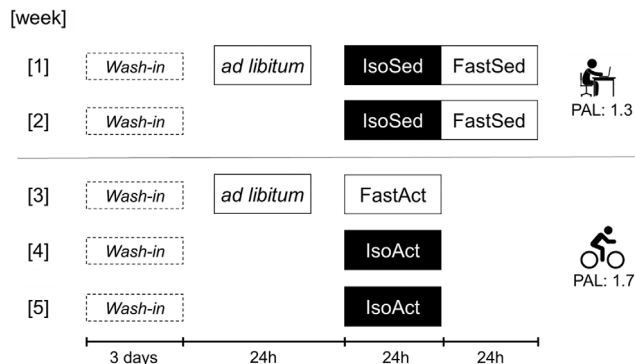 [week]
[1] Wash-in ad libitum IsoSed FastSed
PAL: 1.3
[2] Wash-in IsoSed FastSed
[3] Wash-in ad libitum FastAct
[4] Wash-in IsoAct
PAL: 1.7
[5] Wash-in IsoAct
3 days 24h 24h 24h